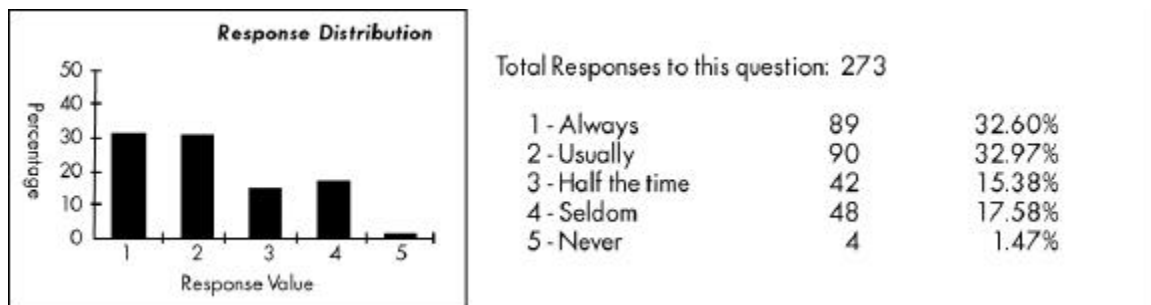 Response Distribution
50
40
30
20
10
0
Percentage
1 2 3 4 5
Response Value
Total Responses to this question: 273
1 - Always 89 32.60%
2 - Usually 90 32.97%
3 - Half the time 42 15.38%
4 - Seldom 48 17.58%
5 - Never 4 1.47%